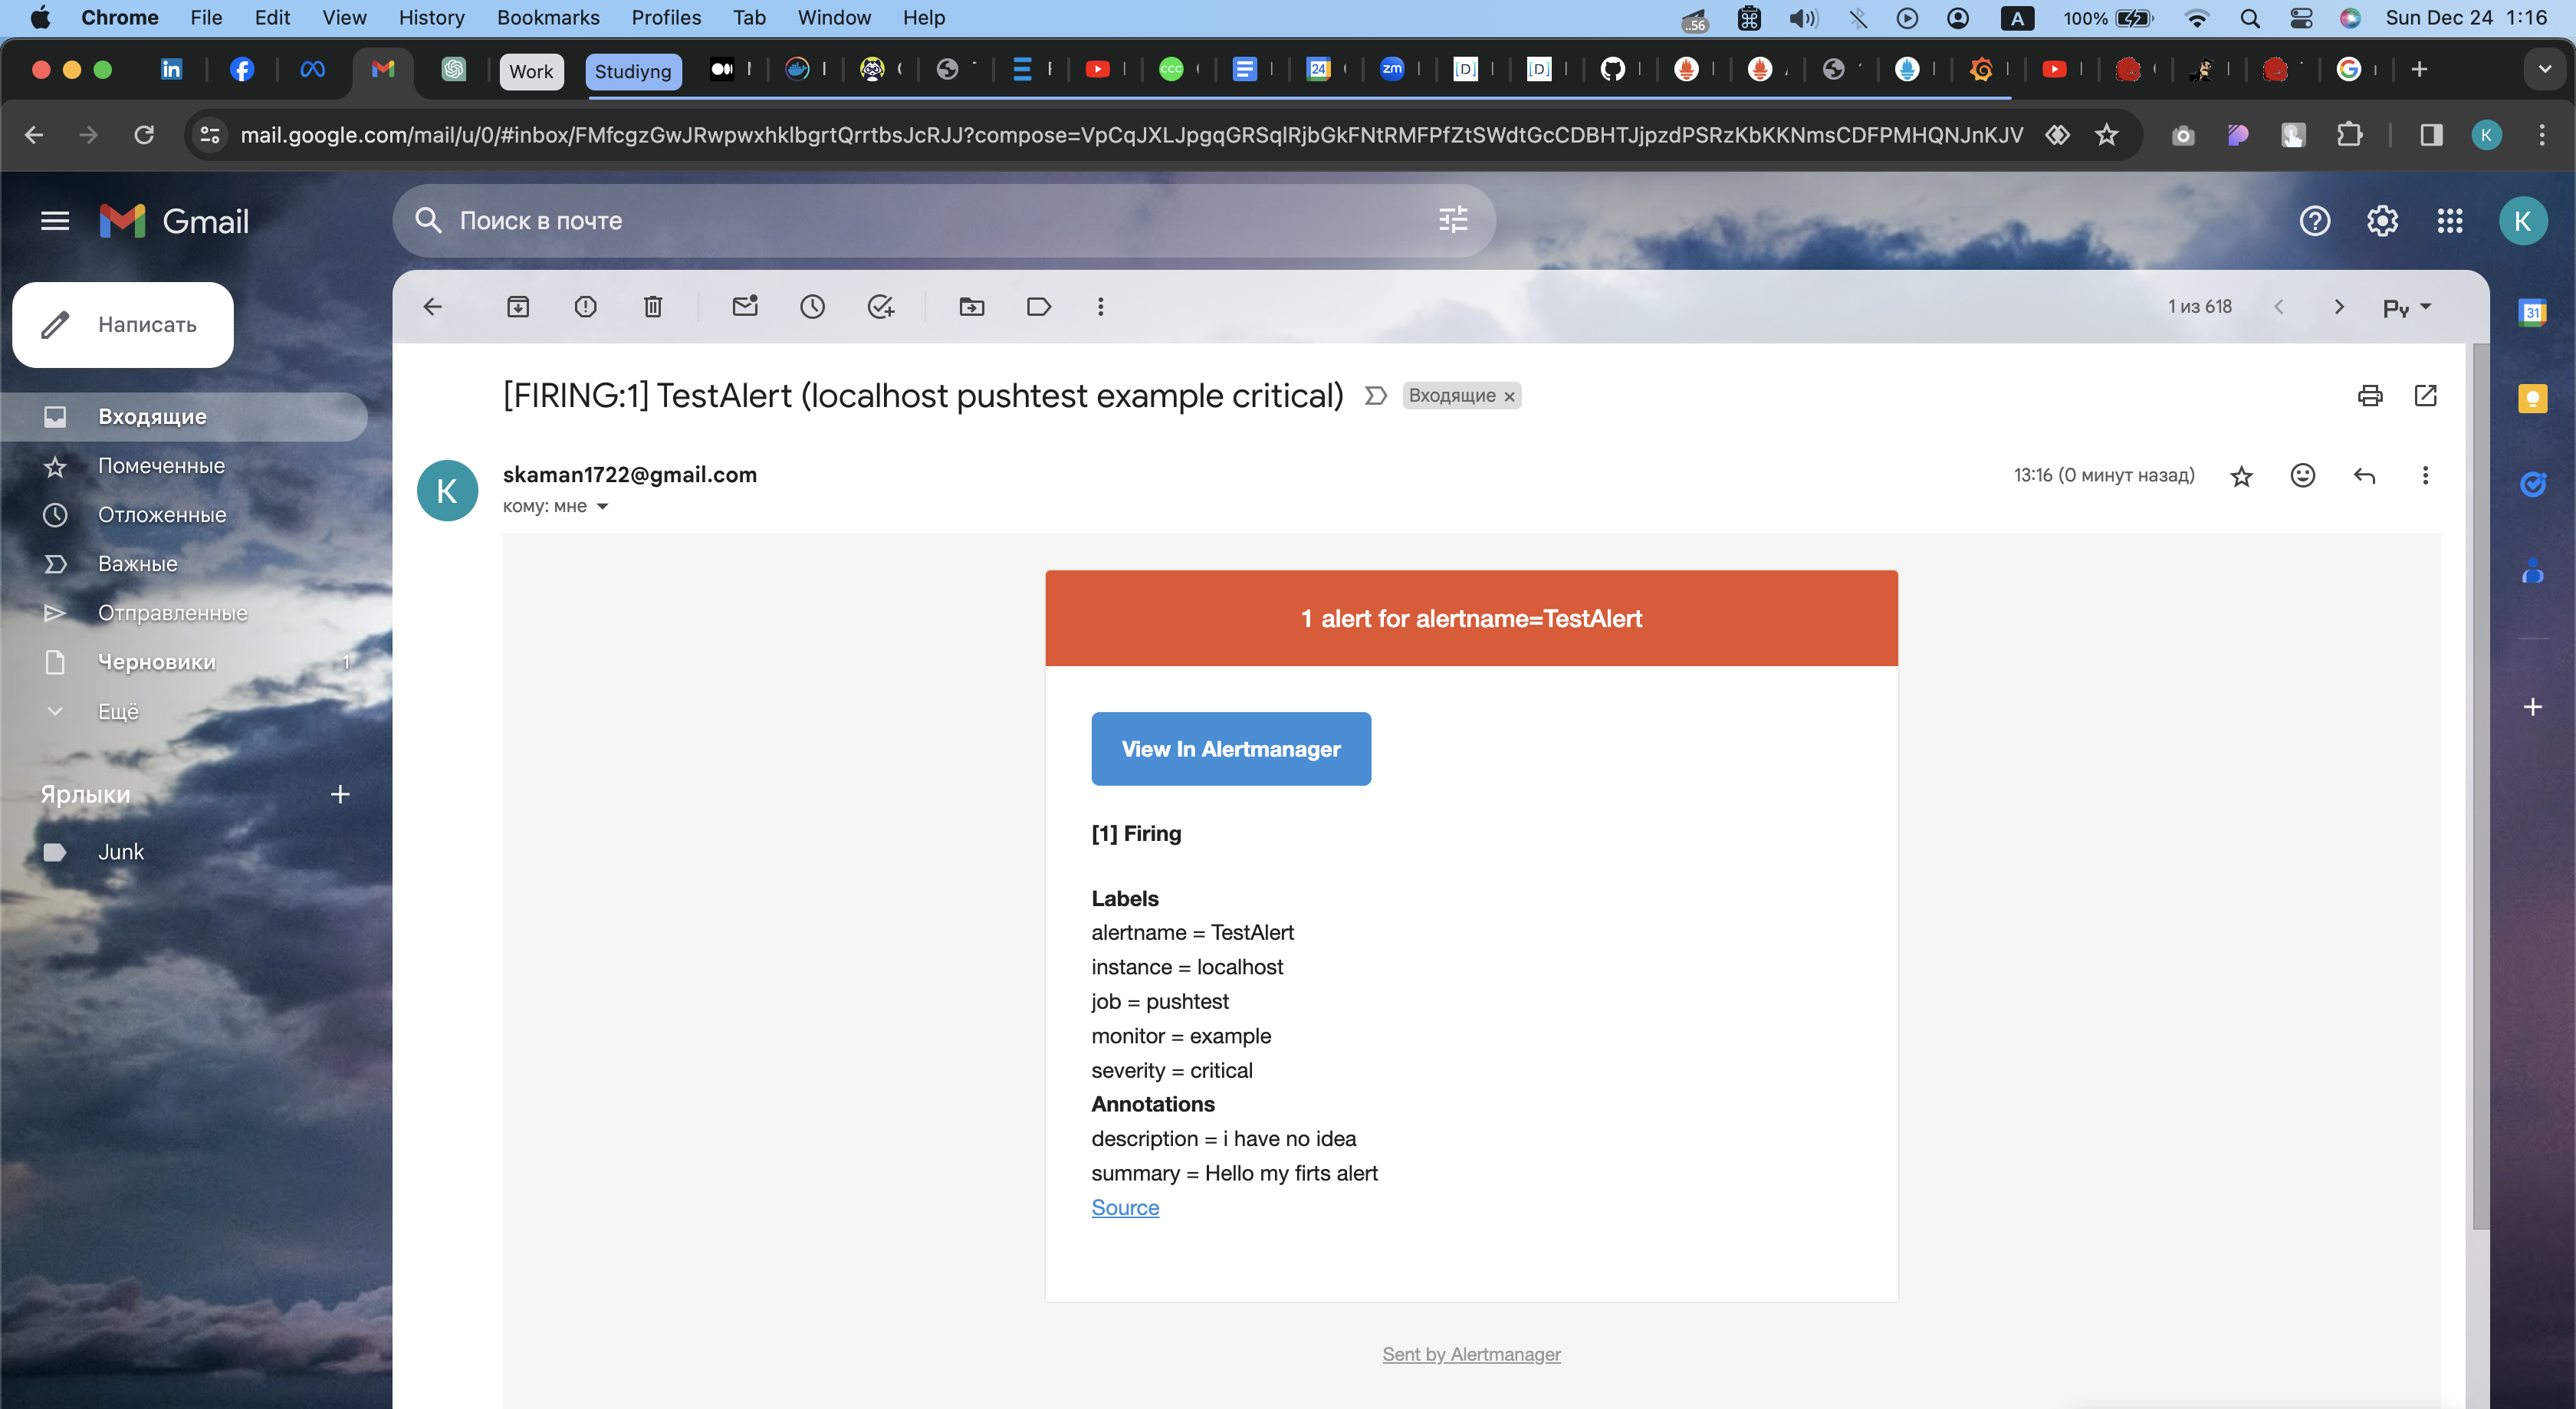 Chrome File Edit View History Bookmarks Profiles Tab Window Help ..56 A 100% Sun Dec 24 1:16
Work Studiyng
mail.google.com/mail/u/0/#inbox/FMfcgzGwJRwpwxhklbgrtQrrtbsJcRJJ?compose=VpCqJXLJpgqGRSqlRjbGkFNtRMFPfZtSWdtGcCDBHTJjpzdPSRzKbKKNmsCDFPMHQNJnKJV K
Gmail Поиск в почте K
Написать
1 из 618 Ру
Входящие
Помеченные
Отложенные
Важные
Отправленные
Черновики 1
Ещё
Ярлыки
Junk
[FIRING:1] TestAlert (localhost pushtest example critical) Входящие ×
K skaman1722@gmail.com 13:16 (0 минут назад)
кому: мне
1 alert for alertname=TestAlert
View In Alertmanager
[1] Firing
Labels
alertname = TestAlert
instance = localhost
job = pushtest
monitor = example
severity = critical
Annotations
description = i have no idea
summary = Hello my firts alert
Source
Sent by Alertmanager
31